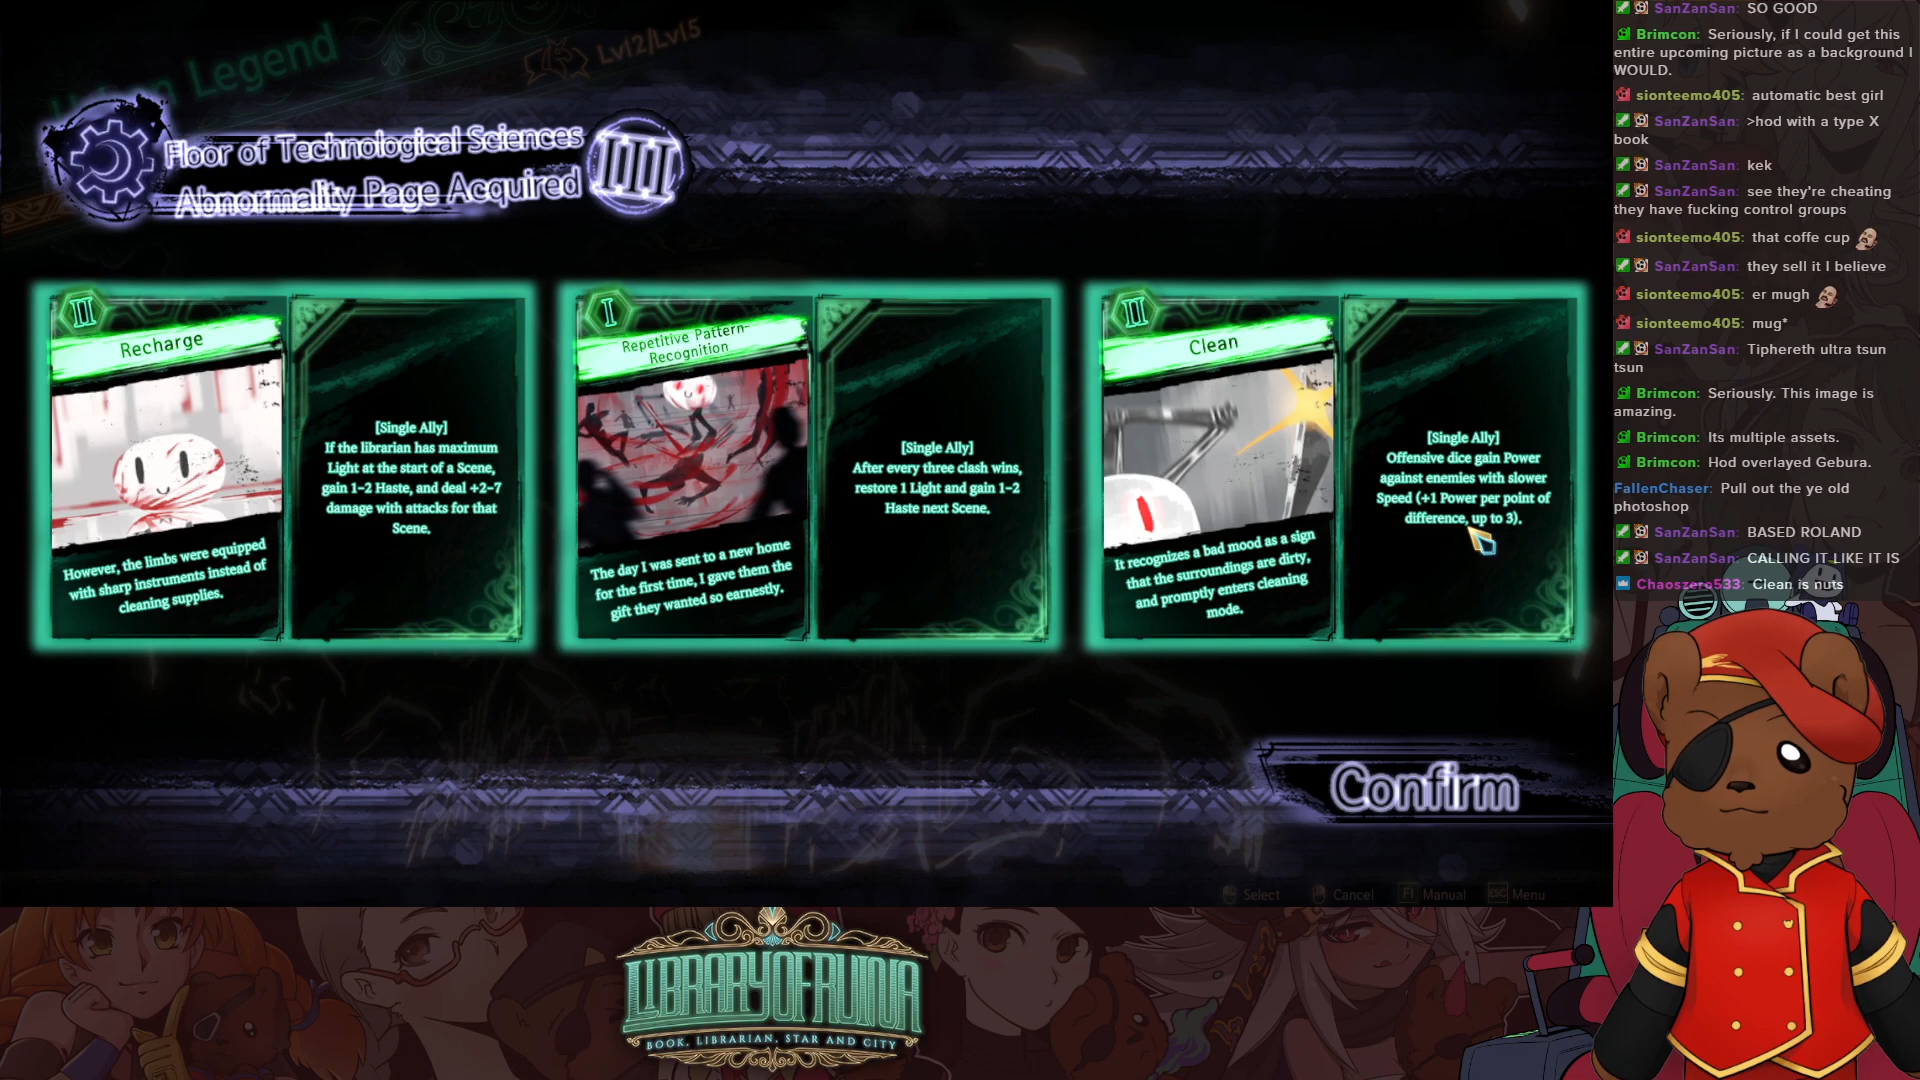 Urban Legend
Lv12/Lv15
Floor of Technological Sciences
Abnormality Page Acquired
III
II
Recharge
However, the limbs were equipped
with sharp instruments instead of
cleaning supplies.
[Single Ally]
If the librarian has maximum
Light at the start of a Scene,
gain 1-2 Haste, and deal +2-7
damage with attacks for that
Scene.
I
Repetitive Pattern-
Recognition
The day I was sent to a new home
for the first time, I gave them the
gift they wanted so earnestly.
[Single Ally]
After every three clash wins,
restore 1 Light and gain 1-2
Haste next Scene.
II
Clean
It recognizes a bad mood as a sign
that the surroundings are dirty,
and promptly enters cleaning
mode.
[Single Ally]
Offensive dice gain Power
against enemies with slower
Speed (+1 Power per point of
difference, up to 3).
Confirm
Select Cancel F1 Manual ESC Menu
LIBRARY OF RUINA
BOOK, LIBRARIAN, STAR AND CITY
SanZanSan: SO GOOD
Brimcon: Seriously, if I could get this
entire upcoming picture as a background I
WOULD.
sionteemo405: automatic best girl
SanZanSan: >hod with a type X
book
SanZanSan: kek
SanZanSan: see they're cheating
they have fucking control groups
sionteemo405: that coffe cup
SanZanSan: they sell it I believe
sionteemo405: er mugh
sionteemo405: mug*
SanZanSan: Tiphereth ultra tsun
tsun
Brimcon: Seriously. This image is
amazing.
Brimcon: Its multiple assets.
Brimcon: Hod overlayed Gebura.
FallenChaser: Pull out the ye old
photoshop
SanZanSan: BASED ROLAND
SanZanSan: CALLING IT LIKE IT IS
Chaoszero533: Clean is nuts